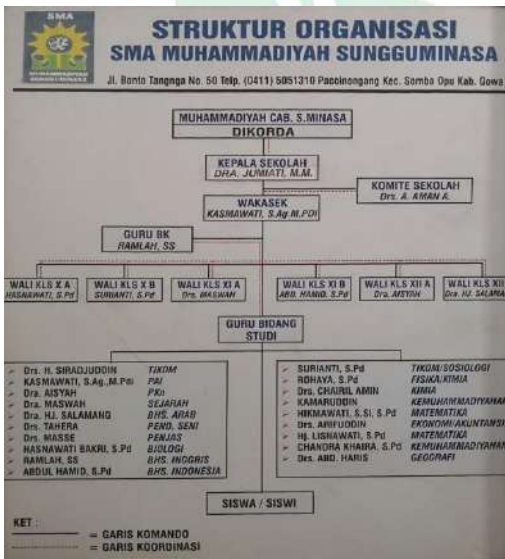 SMA
STRUKTUR ORGANISASI
SMA MUHAMMADIYAH SUNGGUMINASA
Jl. Bonto Tangnga No. 50 Telp. (0411) 5051310 Paccinongang Kec. Somba Opu Kab. Gowa
MUHAMMADIYAH CAB. S.MINASA
DIKORDA
KEPALA SEKOLAH
DRA. JUMIATI, M.M.
KOMITE SEKOLAH
Drs. A. AMAN A.
WAKASEK
KASMAWATI, S.Ag.M.PDI
GURU BK
RAMLAH, SS
WALI KLS X A
HASNAWATI, S.Pd
WALI KLS X B
SURIANTI, S.Pd
WALI KLS XI A
Dra. MASWAH
WALI KLS XI B
ABD. HAMID, S.Pd
WALI KLS XII A
Dra. AISYAH
WALI KLS XII
Dra. HJ. SALAMA
GURU BIDANG
STUDI
Drs. H. SIRADJUDDIN TIKOM
KASMAWATI, S.Ag.,M.Pdi PAI
Dra. AISYAH PKn
Dra. MASWAH SEJARAH
Dra. HJ. SALAMANG BHS. ARAB
Drs. TAHERA PEND. SENI
Drs. MASSE PENJAS
HASNAWATI BAKRI, S.Pd BIOLOGI
RAMLAH, SS BHS. INGGRIS
ABDUL HAMID, S.Pd BHS. INDONESIA
SURIANTI, S.Pd TIKOM/SOSIOLOGI
ROHAYA, S.Pd FISIKA/KIMIA
Drs. CHAIRIL AMIN KIMIA
KAMARUDDIN KEMUHAMMADIYAHAN
HIKMAWATI, S.Si, S.Pd MATEMATIKA
Drs. ARIFUDDIN EKONOMI/AKUNTANSI
Hj. LISNAWATI, S.Pd MATEMATIKA
CHANDRA KHAIRA, S.Pd KEMUHAMMADIYAHAN
Drs. ABD. HARIS GEOGRAFI
SISWA / SISWI
KET :
= GARIS KOMANDO
= GARIS KOORDINASI